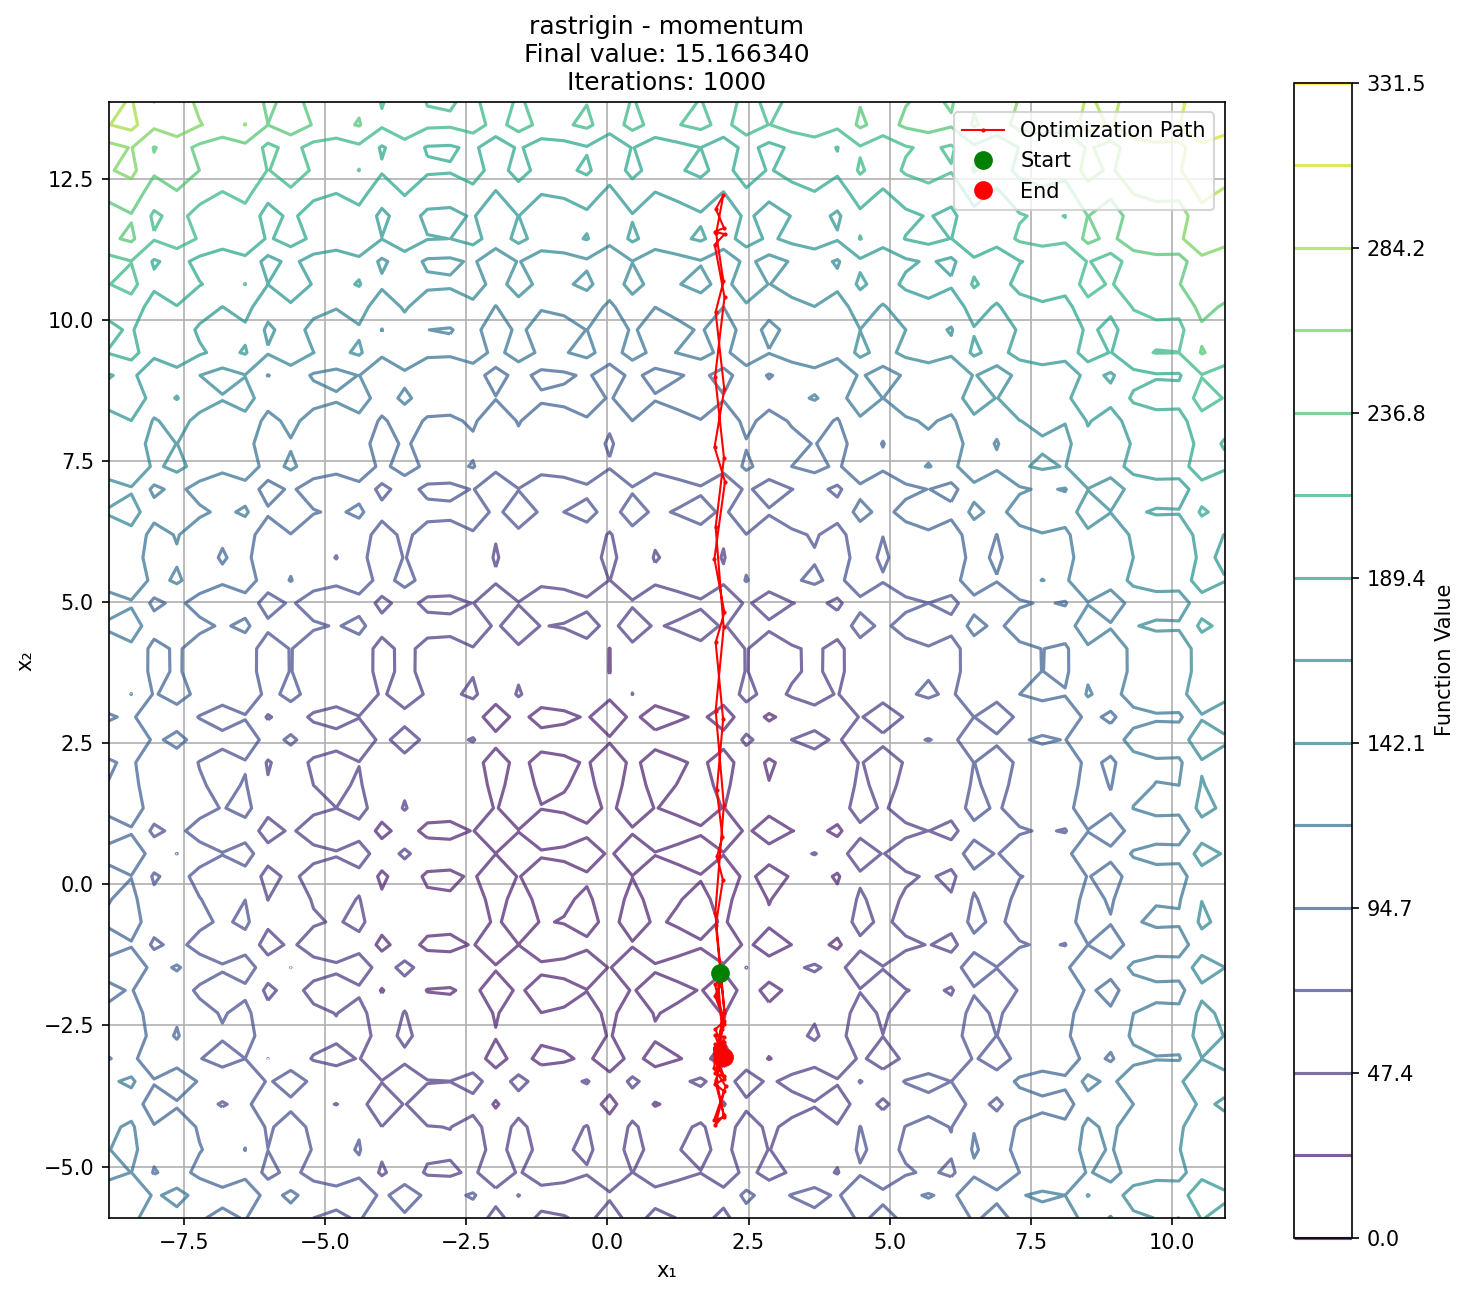 rastrigin - momentum
Final value: 15.166340
Iterations: 1000
Optimization Path
Start
End
12.5
10.0
7.5
5.0
2.5
0.0
−2.5
−5.0
x₂
−7.5
−5.0
−2.5
0.0
2.5
5.0
7.5
10.0
x₁
331.5
284.2
236.8
189.4
142.1
94.7
47.4
0.0
Function Value